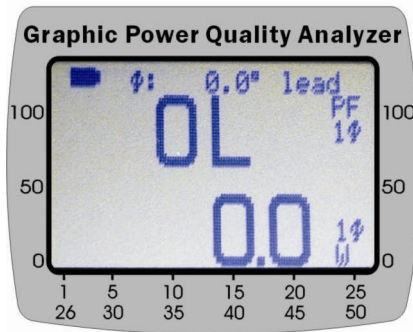 Graphic Power Quality Analyzer
Φ: 0.0° lead
PF
OL 1Φ
100 100
50 50
0.0 1Φ
W
0 0
1 5 10 15 20 25
26 30 35 40 45 50